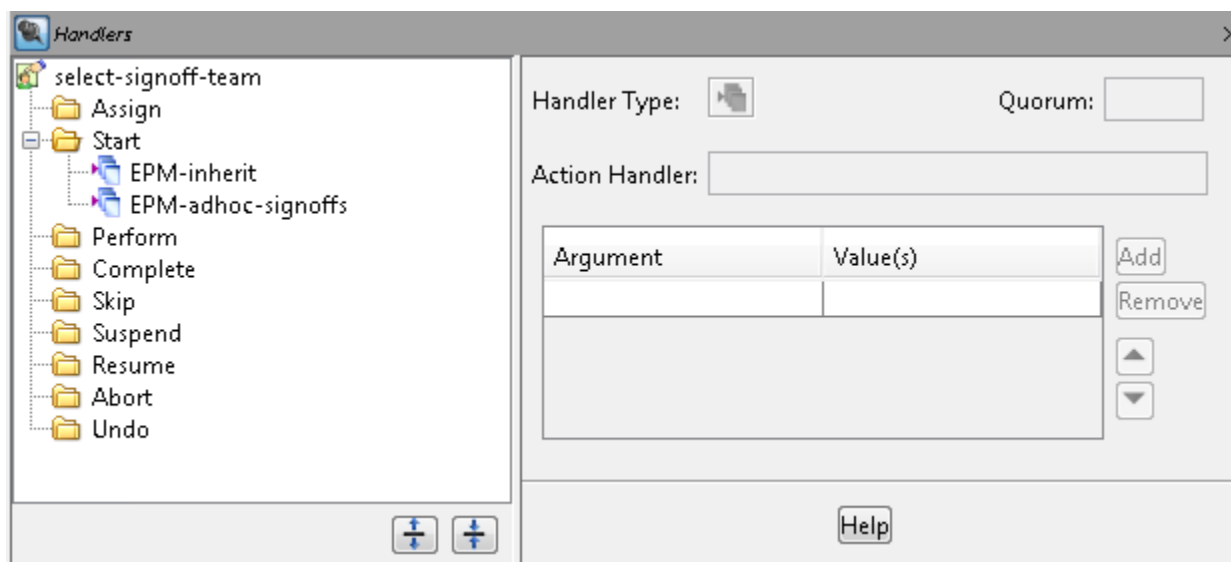 Handlers
select-signoff-team
Assign
Start
EPM-inherit
EPM-adhoc-signoffs
Perform
Complete
Skip
Suspend
Resume
Abort
Undo
Handler Type:
Quorum:
Action Handler:
Argument Value(s)
Add
Remove
Help